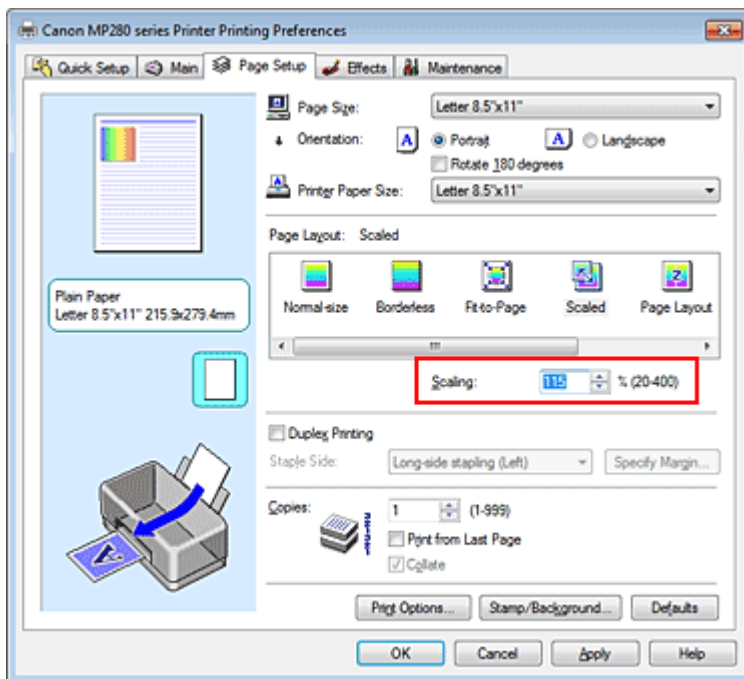 Canon MP280 series Printer Printing Preferences
Quick Setup Main Page Setup Effects Maintenance
Page Size: Letter 8.5"x11"
Orientation: A Portrait A Landscape
Rotate 180 degrees
Printer Paper Size: Letter 8.5"x11"
Page Layout: Scaled
Normal-size Borderless Fit-to-Page Scaled Page Layout
Plain Paper
Letter 8.5"x11" 215.9x279.4mm
Scaling: 115 % (20-400)
Duplex Printing
Staple Side: Long-side stapling (Left) Specify Margin...
Copies: 1 (1-999)
Print from Last Page
Collate
Print Options... Stamp/Background... Defaults
OK Cancel Apply Help